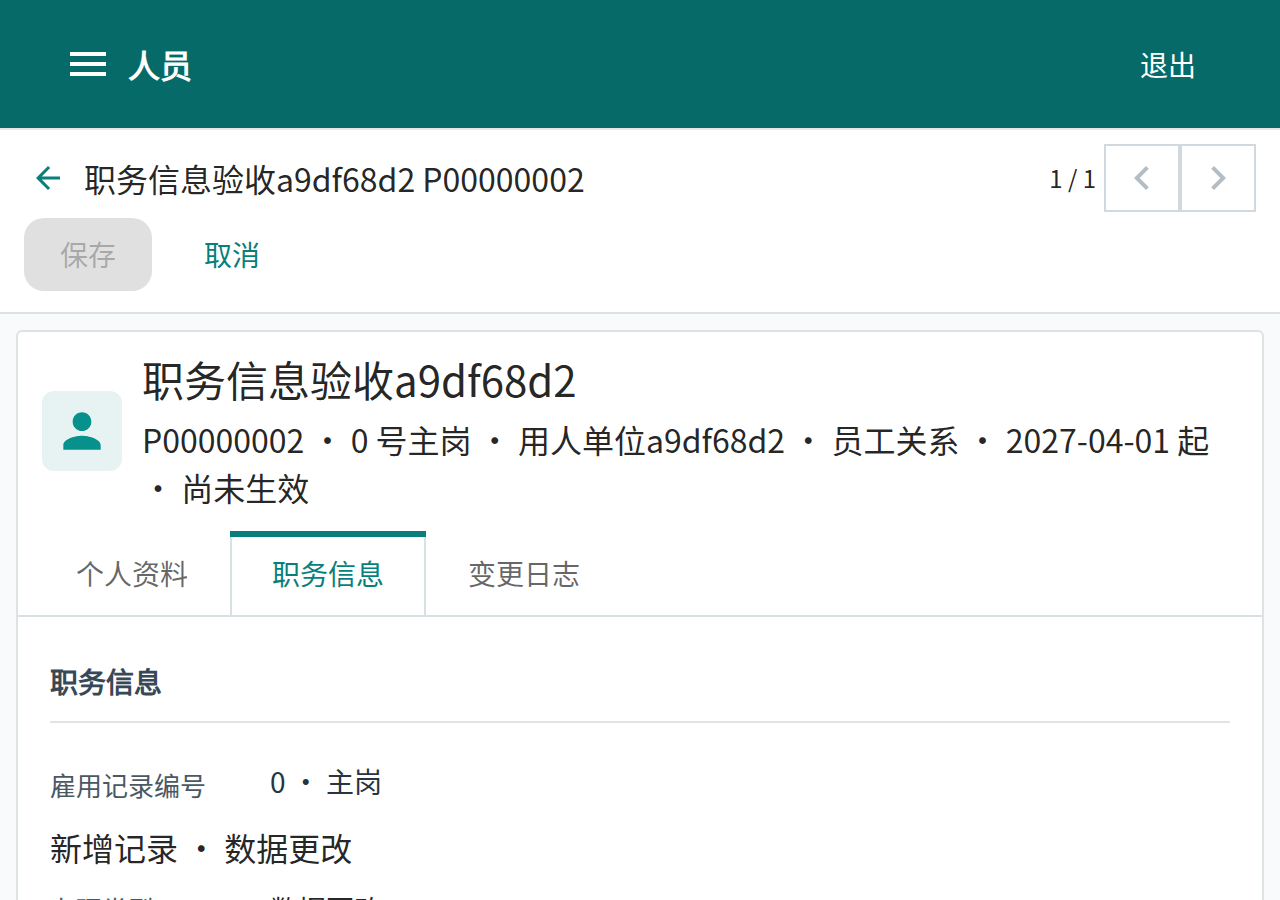 人员
退出
职务信息验收a9df68d2 P00000002
1 / 1
保存
取消
职务信息验收a9df68d2
P00000002 • 0 号主岗 • 用人单位a9df68d2 • 员工关系 • 2027-04-01 起
• 尚未生效
个人资料
职务信息
变更日志
职务信息
雇用记录编号
0 • 主岗
新增记录 • 数据更改